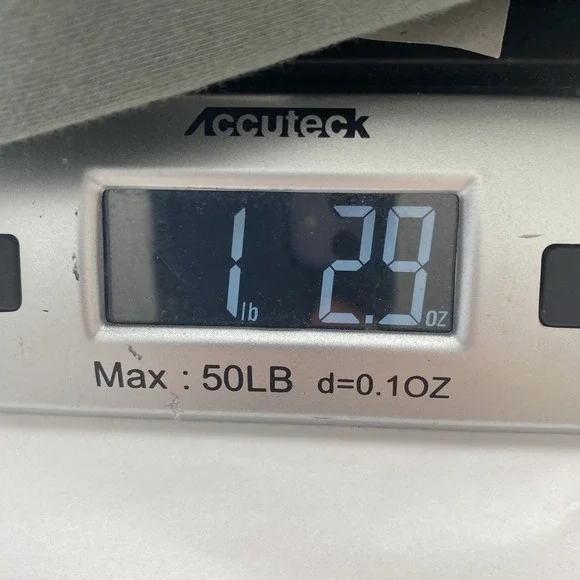 Accuteck
1 lb 2.9 oz
Max : 50LB d=0.1OZ